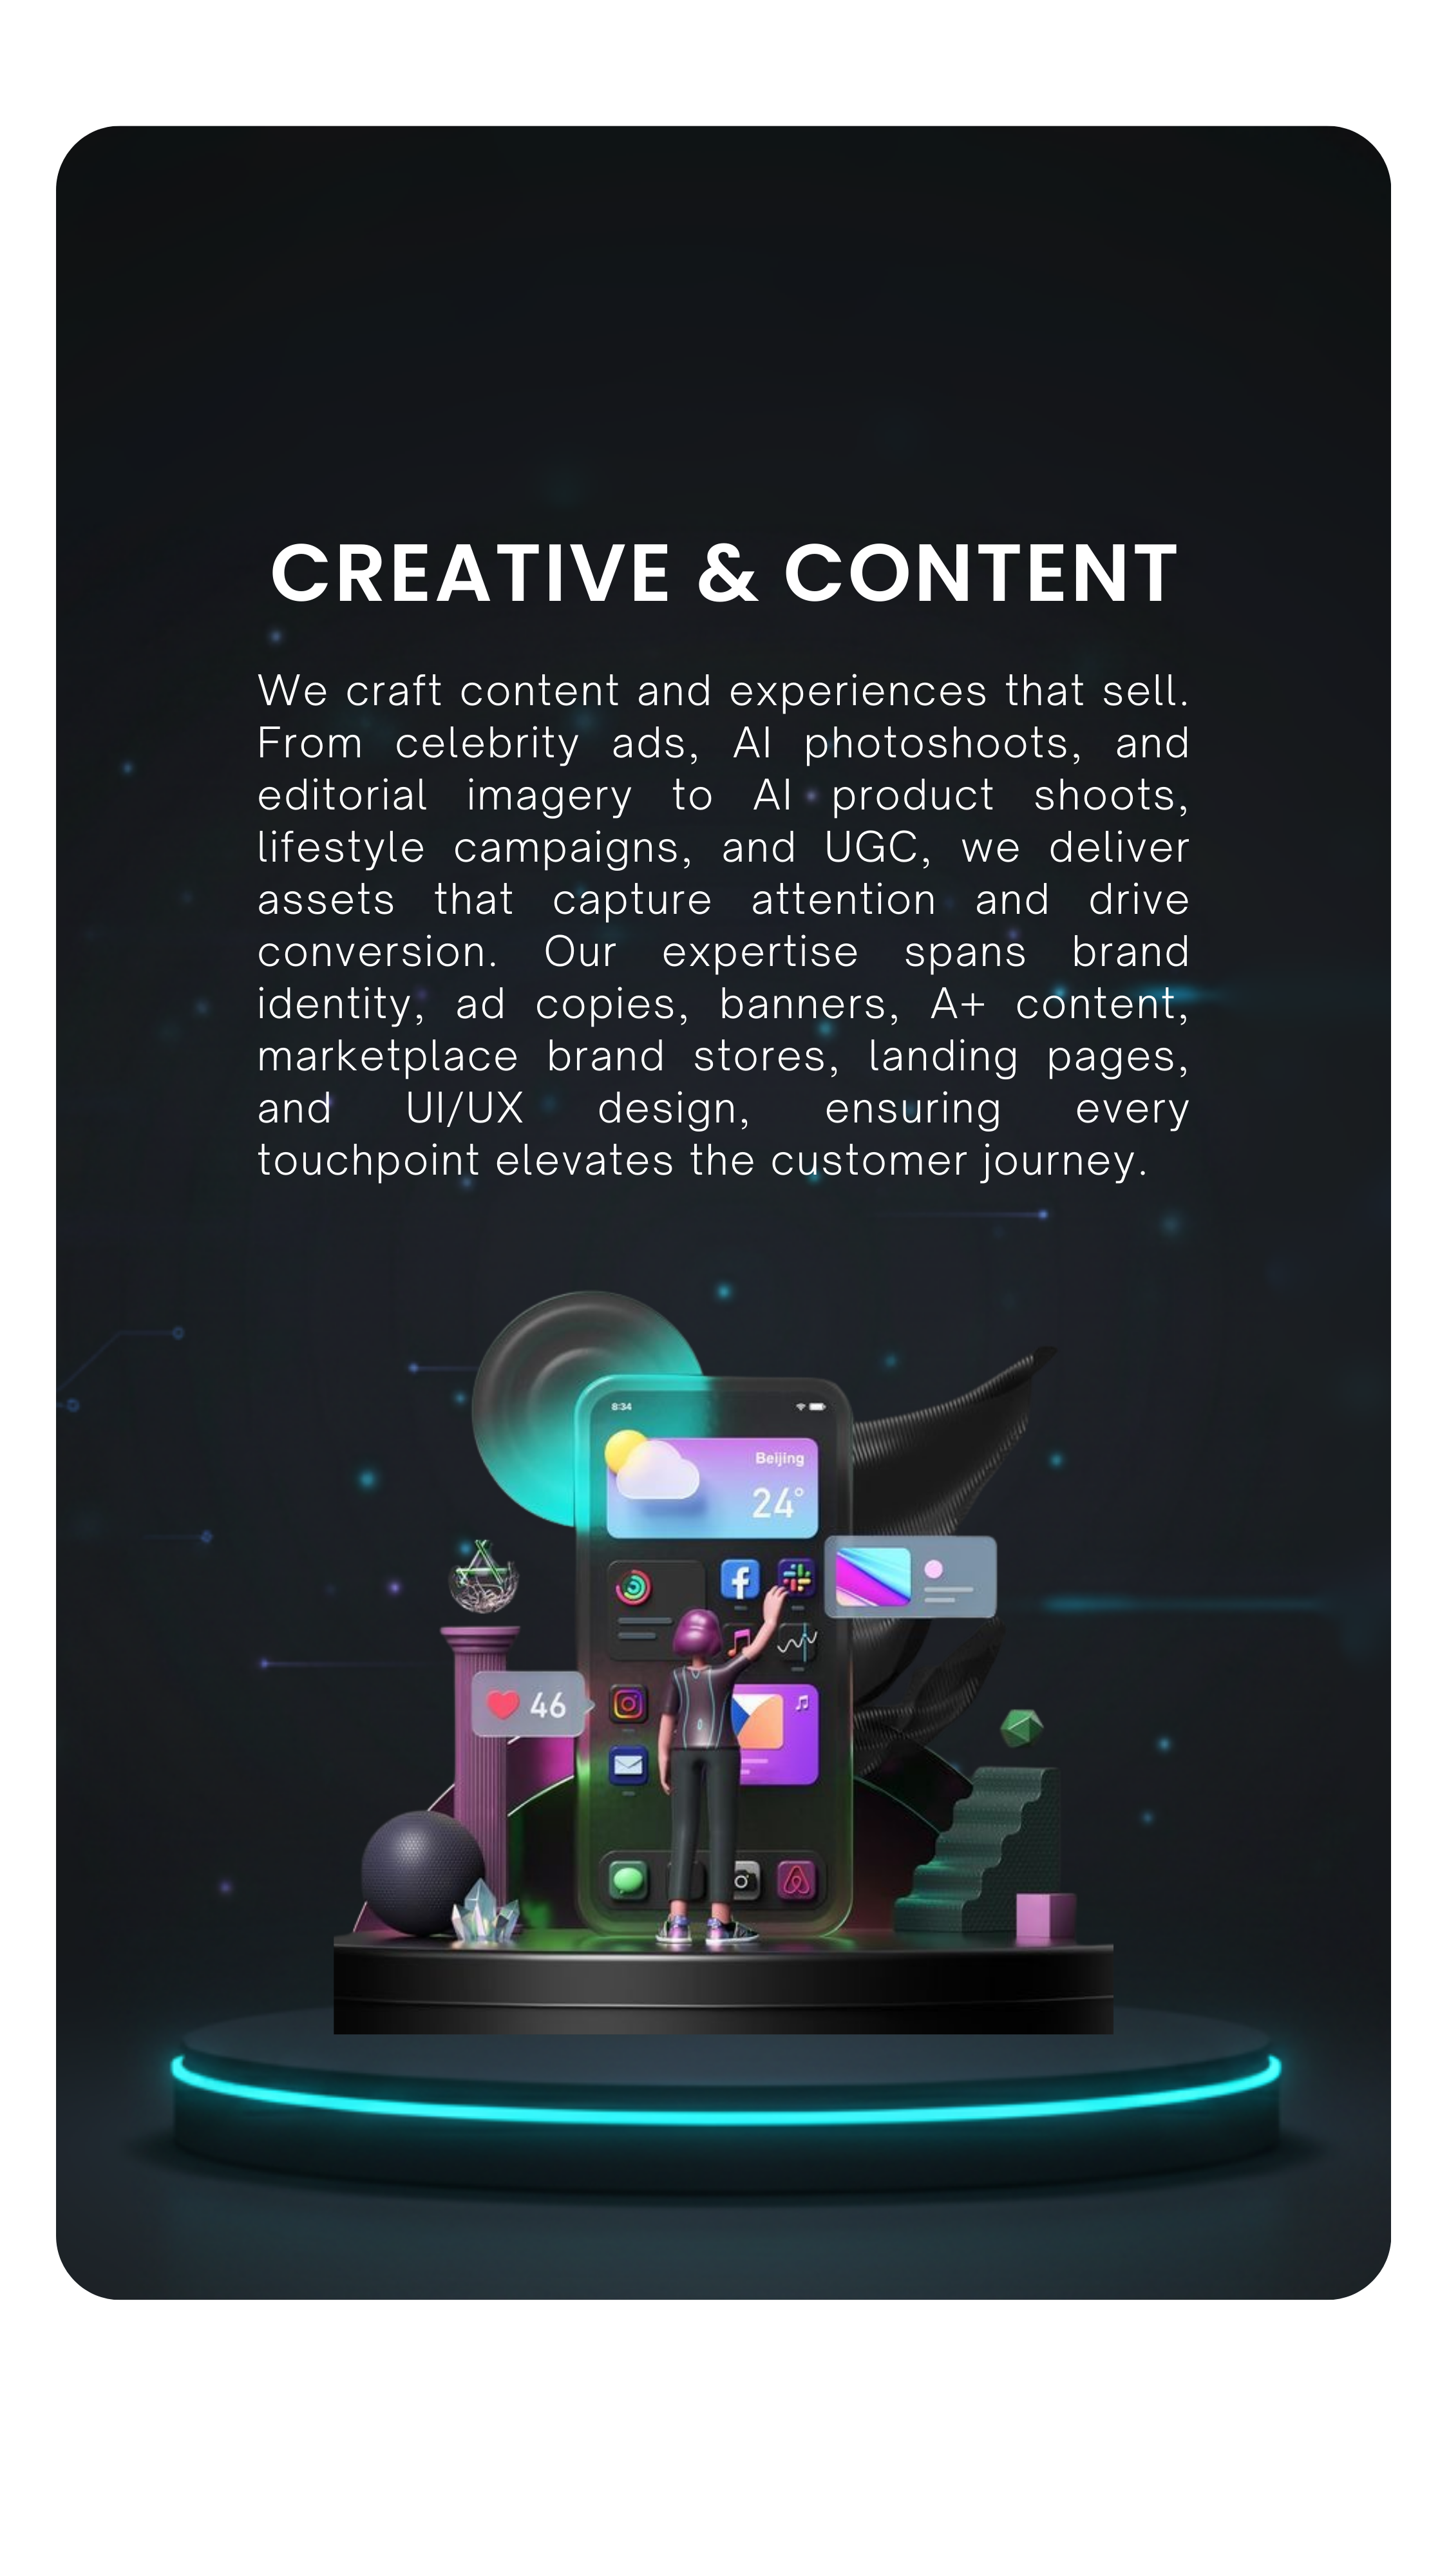 CREATIVE & CONTENT
We craft content and experiences that sell.
From celebrity ads, AI photoshoots, and
editorial imagery to AI product shoots,
lifestyle campaigns, and UGC, we deliver
assets that capture attention and drive
conversion. Our expertise spans brand
identity, ad copies, banners, A+ content,
marketplace brand stores, landing pages,
and UI/UX design, ensuring every
touchpoint elevates the customer journey.
8:34
Beijing
24°
46